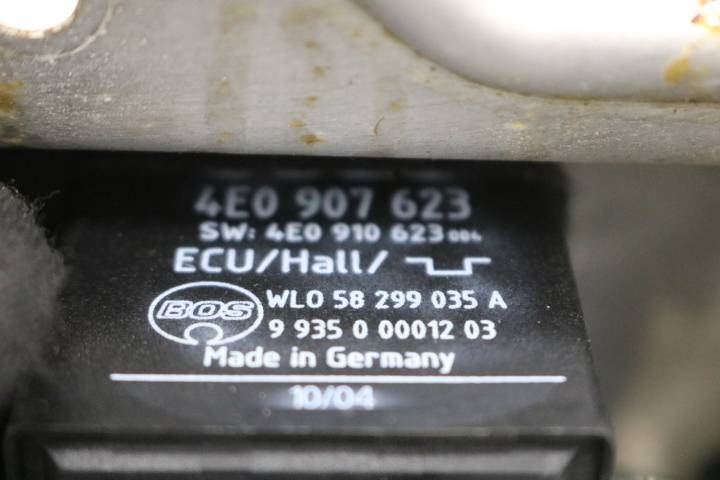 4E0 907 623
SW: 4E0 910 623 004
ECU/Hall/
BOS
WLO 58 299 035 A
9 935 0 00012 03
Made in Germany
10/04